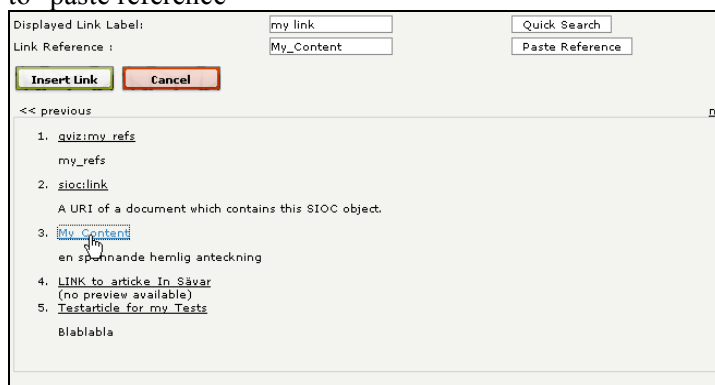 to "paste reference"
Displayed Link Label: my link Quick Search
Link Reference : My_Content Paste Reference
Insert Link Cancel
<< previous
1. qviz:my_refs
my_refs
2. sioc:link
A URI of a document which contains this SIOC object.
3. My_Content
en spännande hemlig anteckning
4. LINK to articke In Sävar
(no preview available)
5. Testarticle for my Tests
Blablabla